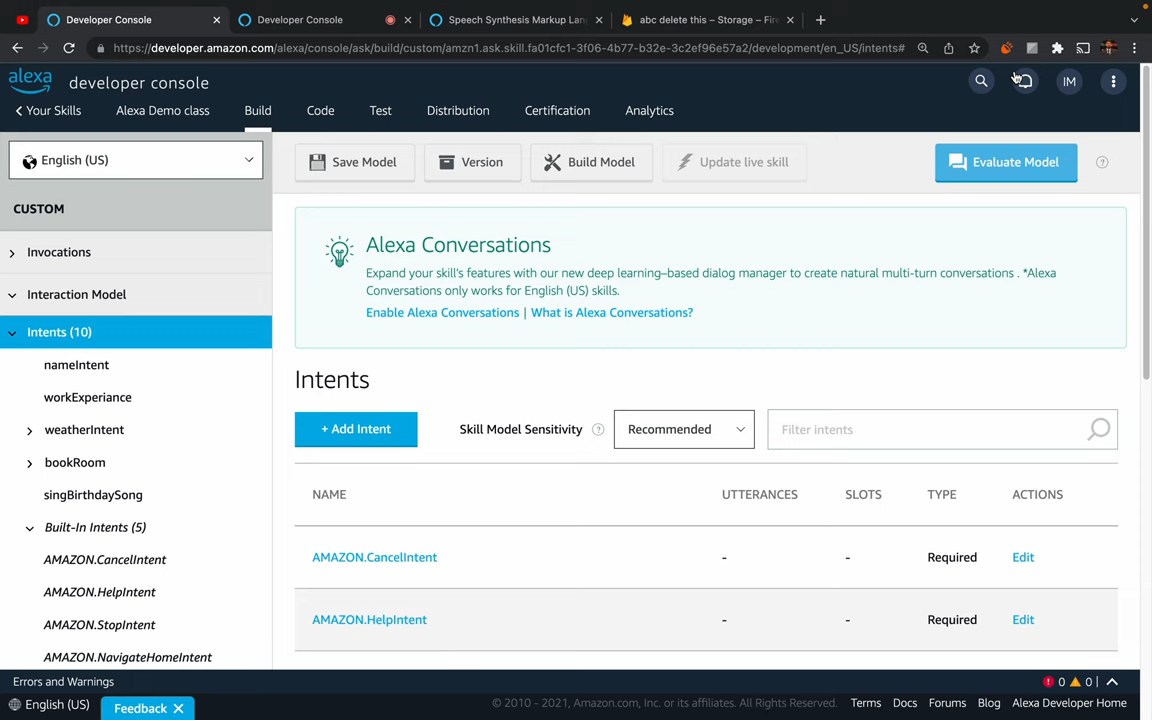 Developer Console
Developer Console
Speech Synthesis Markup Lan
abc delete this – Storage – Fire
https://developer.amazon.com/alexa/console/ask/build/custom/amzn1.ask.skill.fa01cfc1-3f06-4b77-b32e-3c2ef96e57a2/development/en_US/intents#
alexa developer console
IM
Your Skills
Alexa Demo class
Build
Code
Test
Distribution
Certification
Analytics
English (US)
Save Model
Version
Build Model
Update live skill
Evaluate Model
?
CUSTOM
Invocations
Interaction Model
Intents (10)
nameIntent
workExperiance
weatherIntent
bookRoom
singBirthdaySong
Built-In Intents (5)
AMAZON.CancelIntent
AMAZON.HelpIntent
AMAZON.StopIntent
AMAZON.NavigateHomeIntent
Alexa Conversations
Expand your skill's features with our new deep learning–based dialog manager to create natural multi-turn conversations . *Alexa
Conversations only works for English (US) skills.
Enable Alexa Conversations | What is Alexa Conversations?
Intents
+ Add Intent
Skill Model Sensitivity ?
Recommended
Filter intents
NAME UTTERANCES SLOTS TYPE ACTIONS
AMAZON.CancelIntent - - Required Edit
AMAZON.HelpIntent - - Required Edit
Errors and Warnings
0 0 |
English (US)
Feedback
© 2010 - 2021, Amazon.com, Inc. or its affiliates. All Rights Reserved.
Terms Docs Forums Blog Alexa Developer Home